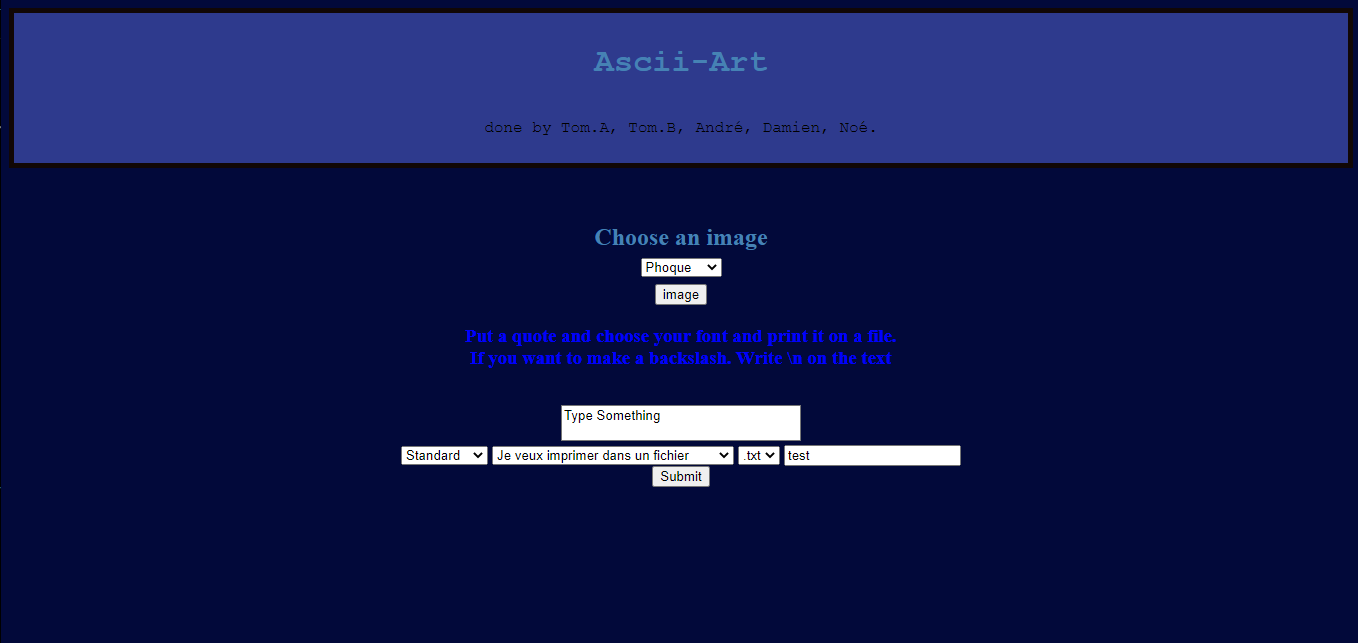 Ascii-Art
done by Tom.A, Tom.B, André, Damien, Noé.
Choose an image
Phoque
image
Put a quote and choose your font and print it on a file.
If you want to make a backslash. Write \n on the text
Type Something
Standard Je veux imprimer dans un fichier .txt test
Submit